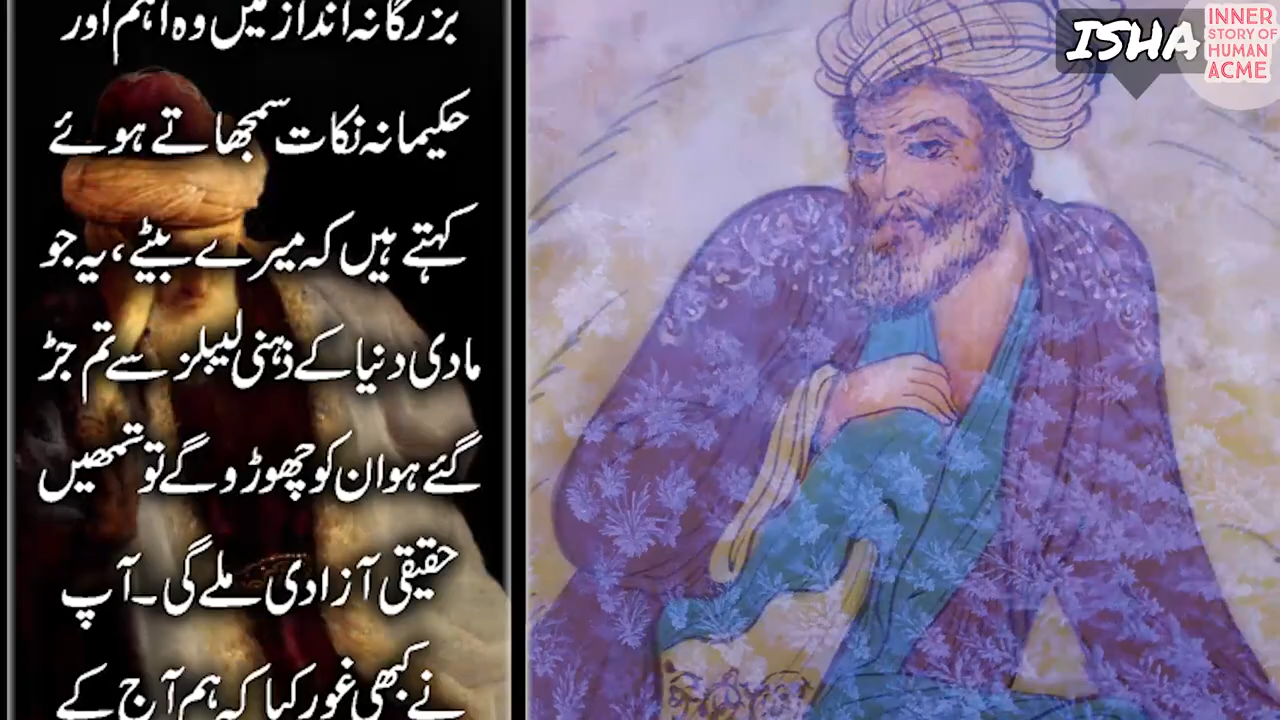 بزرگانہ انداز میں وہ اہم اور
حکیمانہ نکات سمجھاتے ہوئے
کہتے ہیں کہ میرے بیٹے، یہ جو
مادی دنیا کے ذہنی لیبلز سے تم جڑ
گئے ہو ان کو چھوڑو گے تو تمھیں
حقیقی آزادی ملے گی۔ آپ
نے کبھی غور کیا کہ ہم آج کے
ISHA
INNER
STORY OF
HUMAN
ACME